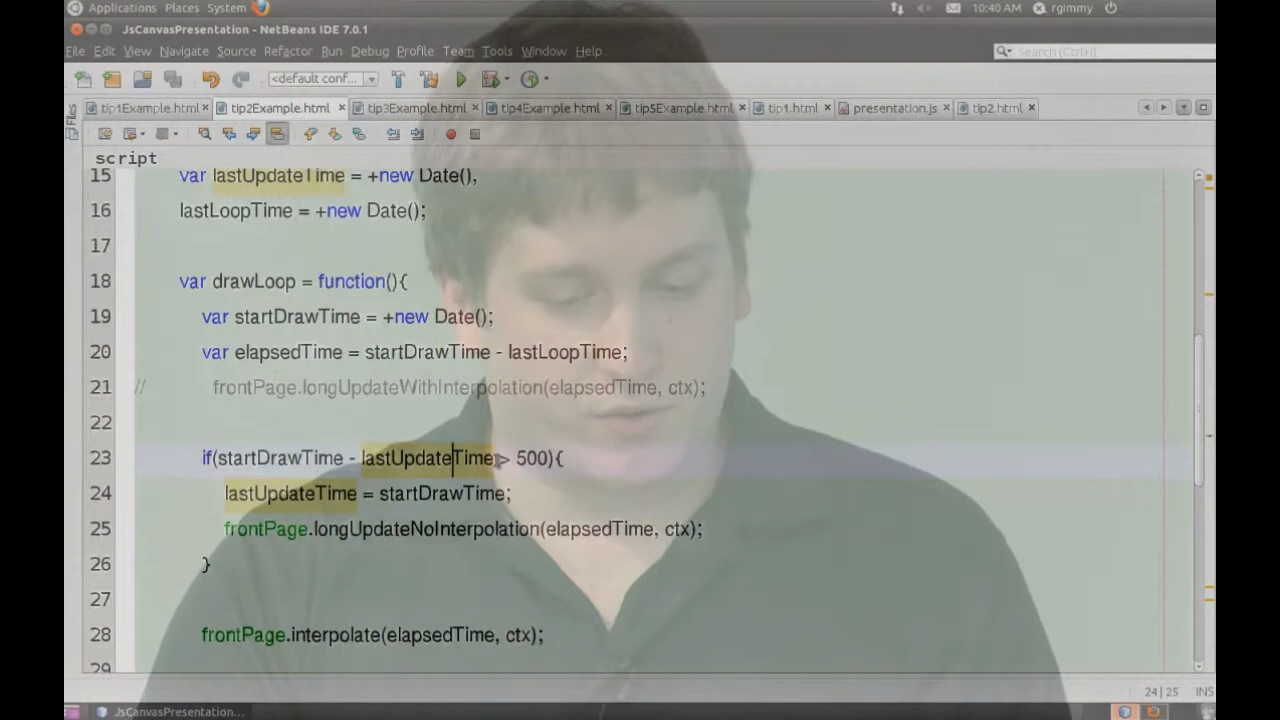 Applications Places System 10:40 AM rgimmy
JsCanvasPresentation - NetBeans IDE 7.0.1
File Edit View Navigate Source Refactor Run Debug Profile Team Tools Window Help Search (Ctrl+I)
<default conf...
Files tip1Example.html tip2Example.html tip3Example.html tip4Example.html tip5Example.html tip1.html presentation.js tip2.html
script
15 var lastUpdateTime = +new Date(),
16 lastLoopTime = +new Date();
17
18 var drawLoop = function(){
19 var startDrawTime = +new Date();
20 var elapsedTime = startDrawTime - lastLoopTime;
21 // frontPage.longUpdateWithInterpolation(elapsedTime, ctx);
22
23 if(startDrawTime - lastUpdateTime > 500){
24 lastUpdateTime = startDrawTime;
25 frontPage.longUpdateNoInterpolation(elapsedTime, ctx);
26 }
27
28 frontPage.interpolate(elapsedTime, ctx);
29
24|25 INS
JsCanvasPresentation...